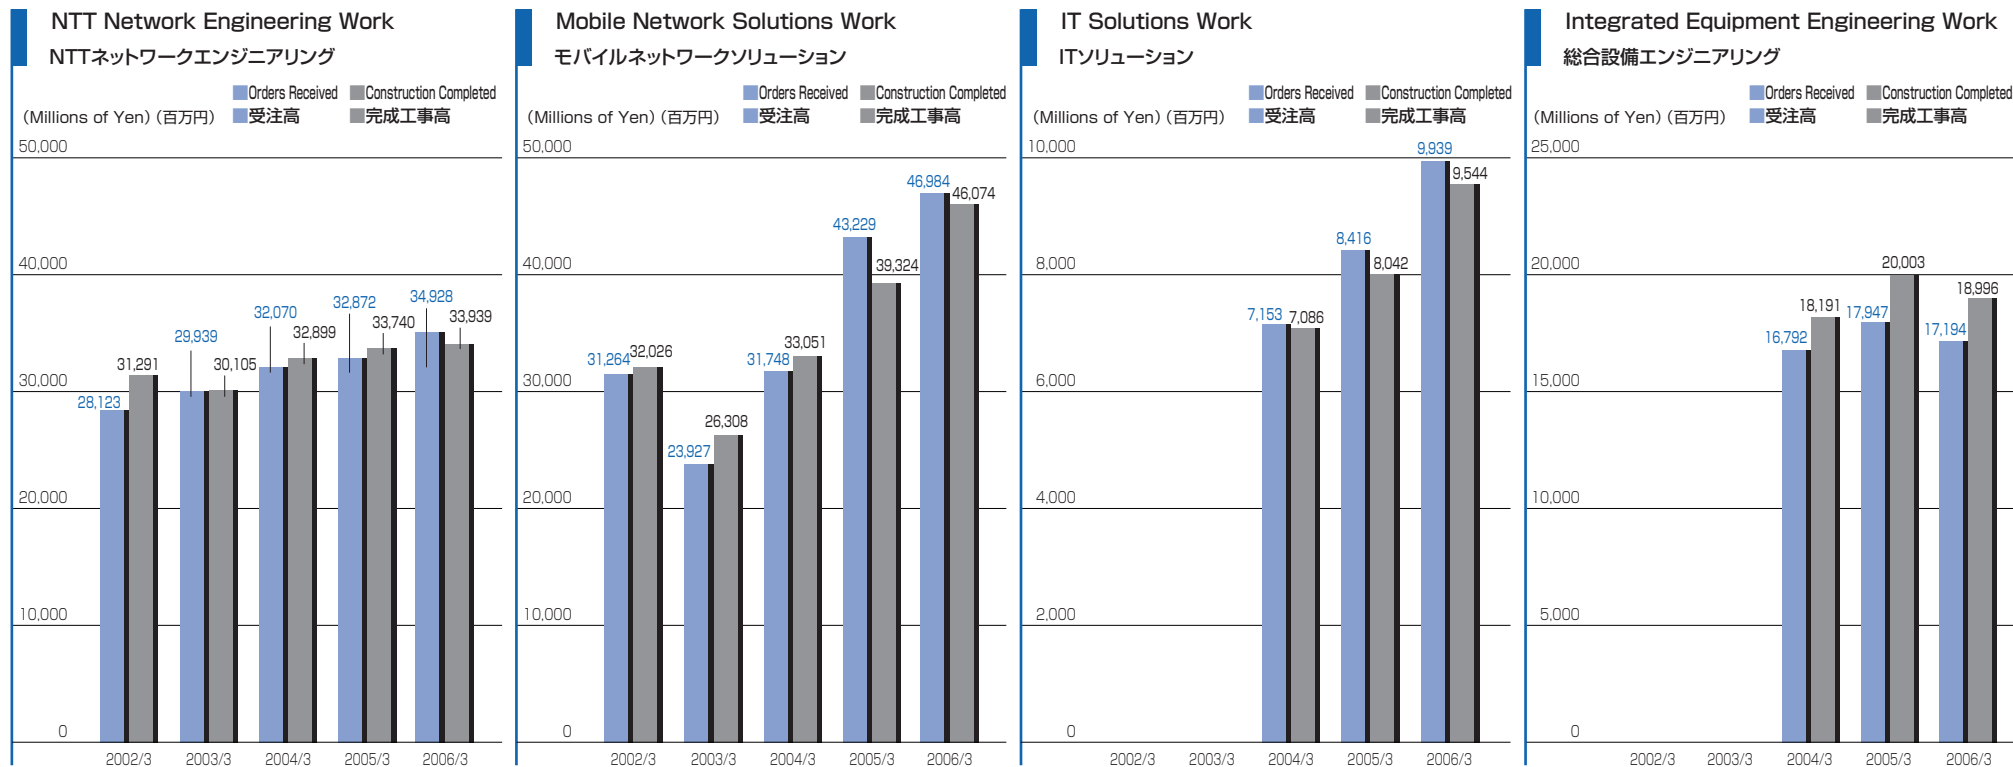 NTT Network Engineering Work
NTTネットワークエンジニアリング
Orders Received Construction Completed
(Millions of Yen) (百万円) 受注高 完成工事高
50,000
40,000
30,000
20,000
10,000
0
28,123
31,291
29,939
30,105
32,070
32,899
32,872
33,740
34,928
33,939
2002/3 2003/3 2004/3 2005/3 2006/3
Mobile Network Solutions Work
モバイルネットワークソリューション
Orders Received Construction Completed
(Millions of Yen) (百万円) 受注高 完成工事高
50,000
40,000
30,000
20,000
10,000
0
31,264
32,026
23,927
26,308
31,748
33,051
43,229
39,324
46,984
46,074
2002/3 2003/3 2004/3 2005/3 2006/3
IT Solutions Work
ITソリューション
Orders Received Construction Completed
(Millions of Yen) (百万円) 受注高 完成工事高
10,000
8,000
6,000
4,000
2,000
0
7,153
7,086
8,416
8,042
9,939
9,544
2002/3 2003/3 2004/3 2005/3 2006/3
Integrated Equipment Engineering Work
総合設備エンジニアリング
Orders Received Construction Completed
(Millions of Yen) (百万円) 受注高 完成工事高
25,000
20,000
15,000
10,000
5,000
0
16,792
18,191
17,947
20,003
17,194
18,996
2002/3 2003/3 2004/3 2005/3 2006/3